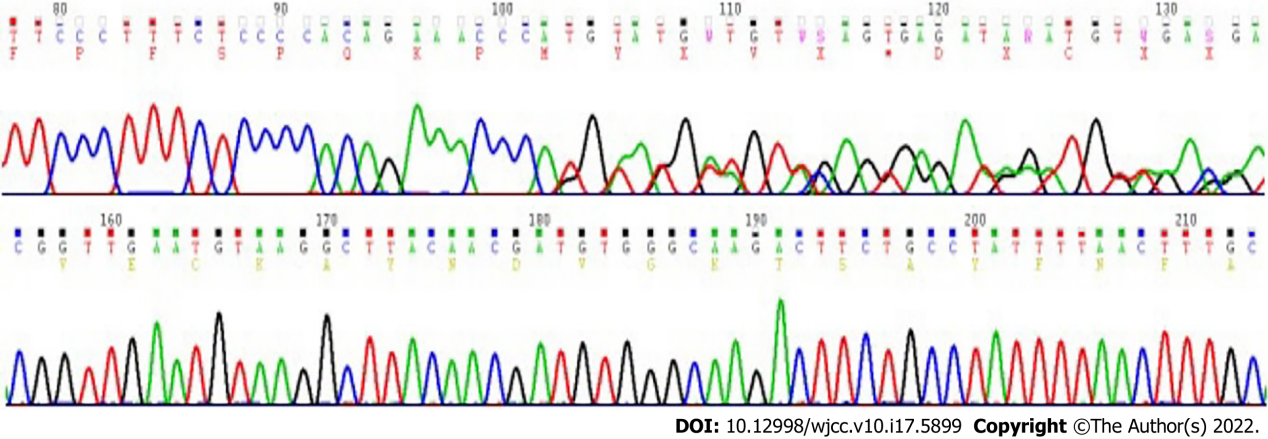 80 90 100 110 120 130
T T C C C T T T C T C C C C A C A G A A A C C C A T G T A T G W T G T W S A G T G A G A T A R A T G T W G A S G A
F P F S P Q K P M Y X V X * D X C X X
160 170 180 190 200 210
C G G T T G A A T G T A A G G C T T A C A A C G A T G T G G G C A A G A C T T C T G C C T A T T T T A A C T T T G C
V E C K A Y N D V G K T S A Y F N F A
DOI: 10.12998/wjcc.v10.i17.5899 Copyright ©The Author(s) 2022.